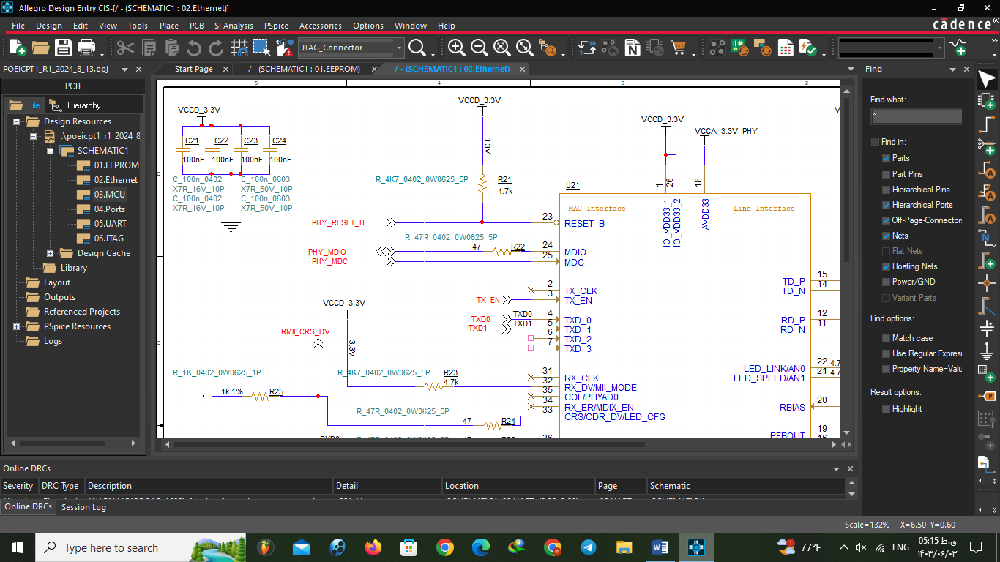 Allegro Design Entry CIS-[/ - (SCHEMATIC1 : 02.Ethernet)]
File Design Edit View Tools Place PCB SI Analysis PSpice Accessories Options Window Help
cadence®
JTAG_Connector
POEICPT1_R1_2024_8_13.opj
Start Page
/ - (SCHEMATIC1 : 01.EEPROM)
/ - (SCHEMATIC1 : 02.Ethernet)
PCB
File Hierarchy
Design Resources
.\poeicpt1_r1_2024_8
SCHEMATIC1
01.EEPROM
02.Ethernet
03.MCU
04.Ports
05.UART
06.JTAG
Design Cache
Library
Layout
Outputs
Referenced Projects
PSpice Resources
Logs
5 4 3 2
D
C
VCCD_3.3V
C21 C22 C23 C24
100nF 100nF 100nF 100nF
C_100n_0402 C_100n_0603
X7R_16V_10P X7R_50V_10P
C_100n_0402 C_100n_0603
X7R_16V_10P X7R_50V_10P
VCCD_3.3V
3.3V
R_4K7_0402_0W0625_5P
R21
4.7k
PHY_RESET_B
R_47R_0402_0W0625_5P
47 R22
PHY_MDIO
PHY_MDC
TX_EN
TXD0 TXD0
TXD1 TXD1
VCCD_3.3V
3.3V
RMII_CRS_DV
R_1K_0402_0W0625_1P
1k 1% R25
R_4K7_0402_0W0625_5P
R23
4.7k
R_47R_0402_0W0625_5P
47 R24
VCCD_3.3V
VCCA_3.3V_PHY
V
U21
MAC Interface
Line Interface
1 IO_VDD33_1
26 IO_VDD33_2
18 AVDD33
23 RESET_B
24 MDIO
25 MDC
2 TX_CLK
3 TX_EN
4 TXD_0
5 TXD_1
6 TXD_2
7 TXD_3
31 RX_CLK
32 RX_DV/MII_MODE
35 COL/PHYAD0
34 RX_ER/MDIX_EN
33 CRS/CDR_DV/LED_CFG
TD_P 15
TD_N 14
RD_P 12
RD_N 11
LED_LINK/AN0 22 4.7
LED_SPEED/AN1 21 4.7
RBIAS 20
PFBOUT 19
Find
Find what:
*
Find in:
Parts
Part Pins
Hierarchical Pins
Hierarchical Ports
Off-Page-Connectors
Nets
Flat Nets
Floating Nets
Power/GND
Variant Parts
Find options:
Match case
Use Regular Expresi
Property Name=Valu
Result options:
Highlight
Online DRCs
Severity DRC Type Description Detail Location Page Schematic
Online DRCs Session Log
Scale=132% X=6.50 Y=0.60
Type here to search
77°F
ENG
05:15 ق.ظ
۱۴۰۳/۰۶/۰۳